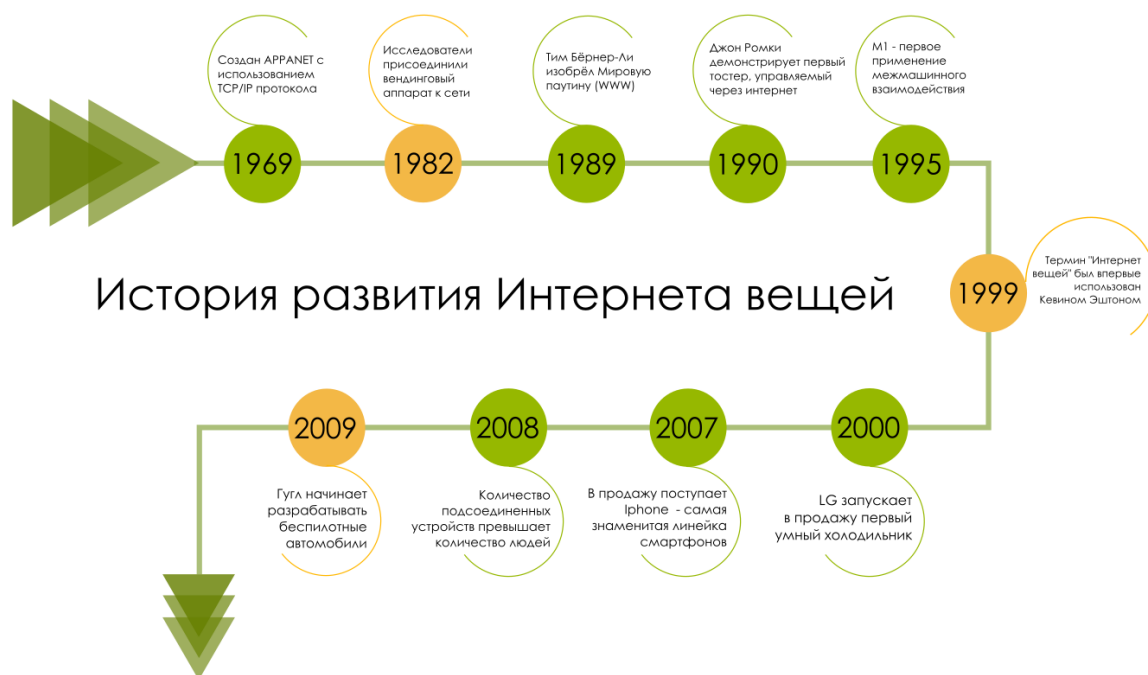 Создан APPANET с
использованием
TCP/IP протокола
1969
Исследователи
присоединили
вендинговый
аппарат к сети
1982
Тим Бёрнер-Ли
изобрёл Мировую
паутину (WWW)
1989
Джон Ромки
демонстрирует первый
тостер, управляемый
через интернет
1990
М1 - первое
применение
межмашинного
взаимодействия
1995
Термин "Интернет
вещей" был впервые
использован
Кевином Эштоном
1999
История развития Интернета вещей
2000
LG запускает
в продажу первый
умный холодильник
2007
В продажу поступает
Iphone - самая
знаменитая линейка
смартфонов
2008
Количество
подсоединенных
устройств превышает
количество людей
2009
Гугл начинает
разрабатывать
беспилотные
автомобили